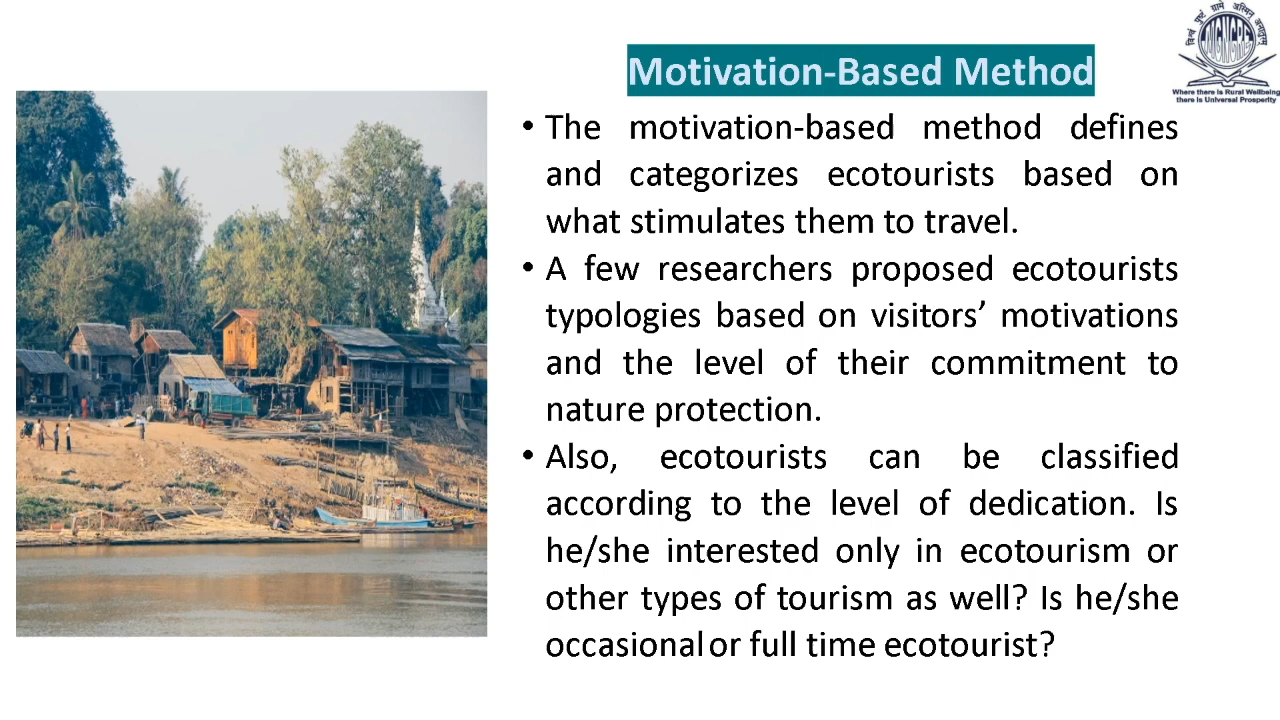 Motivation-Based Method
• The motivation-based method defines
and categorizes ecotourists based on
what stimulates them to travel.
• A few researchers proposed ecotourists
typologies based on visitors’ motivations
and the level of their commitment to
nature protection.
• Also, ecotourists can be classified
according to the level of dedication. Is
he/she interested only in ecotourism or
other types of tourism as well? Is he/she
occasional or full time ecotourist?
विश्वं पुष्टं ग्रामे अस्मिन् अनातुरम्
MGNCRE
Where there is Rural Wellbeing
there is Universal Prosperity